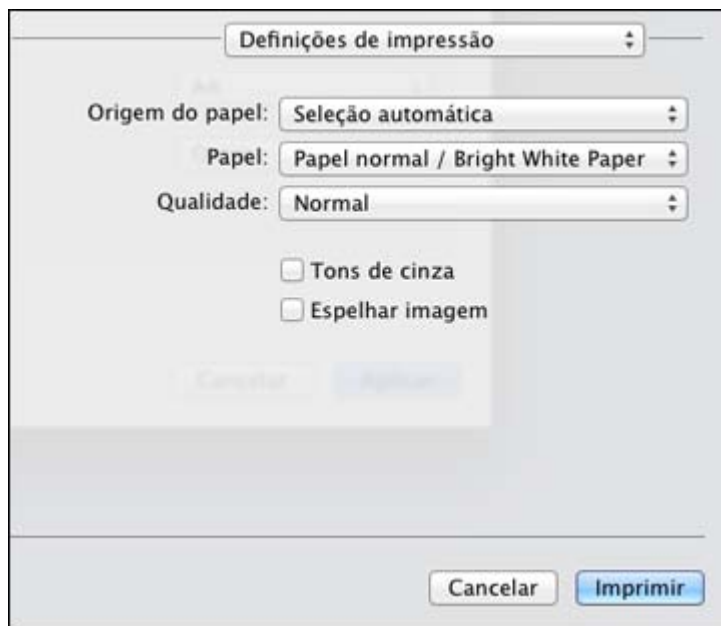 Definições de impressão
Origem do papel: Seleção automática
Papel: Papel normal / Bright White Paper
Qualidade: Normal
Tons de cinza
Espelhar imagem
Cancelar Imprimir